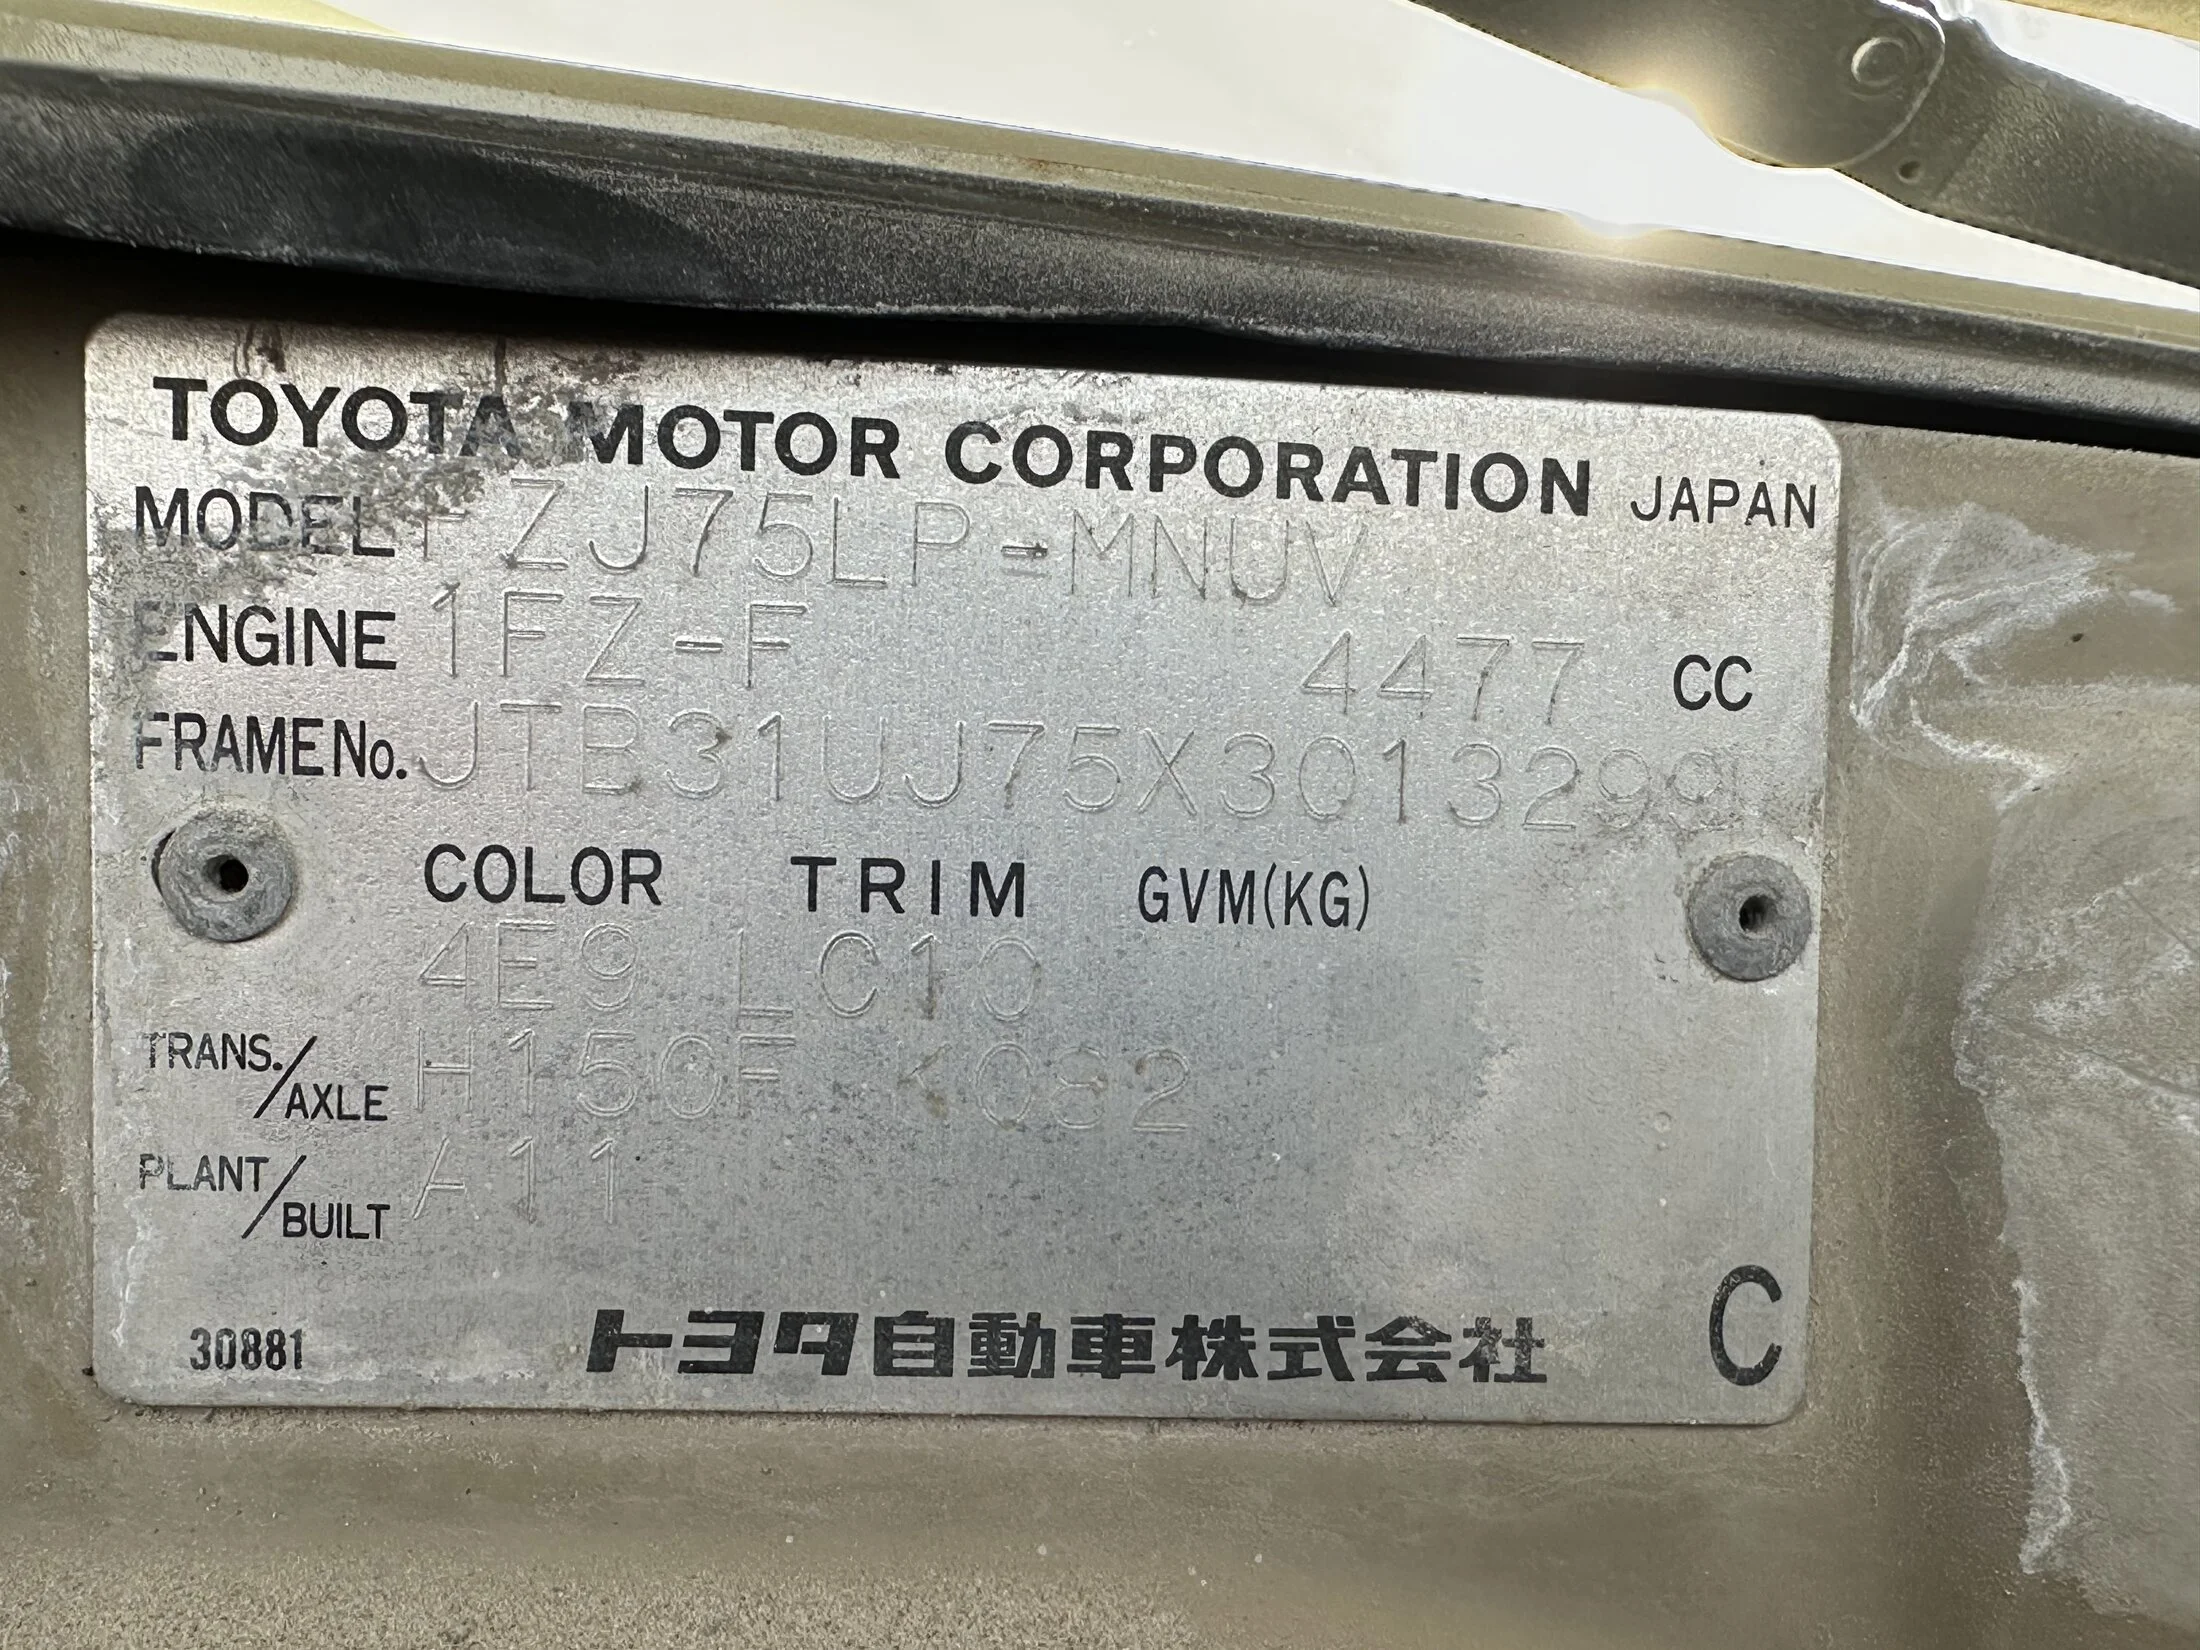 TOYOTA MOTOR CORPORATION JAPAN
MODEL FZJ75LP-MNUV
ENGINE 1FZ-F 4477 CC
FRAME No. JTB31UJ75X3013299
COLOR TRIM GVM(KG)
4E9 LC10
TRANS./AXLE H150F K082
PLANT/BUILT A11
30881 トヨタ自動車株式会社 C